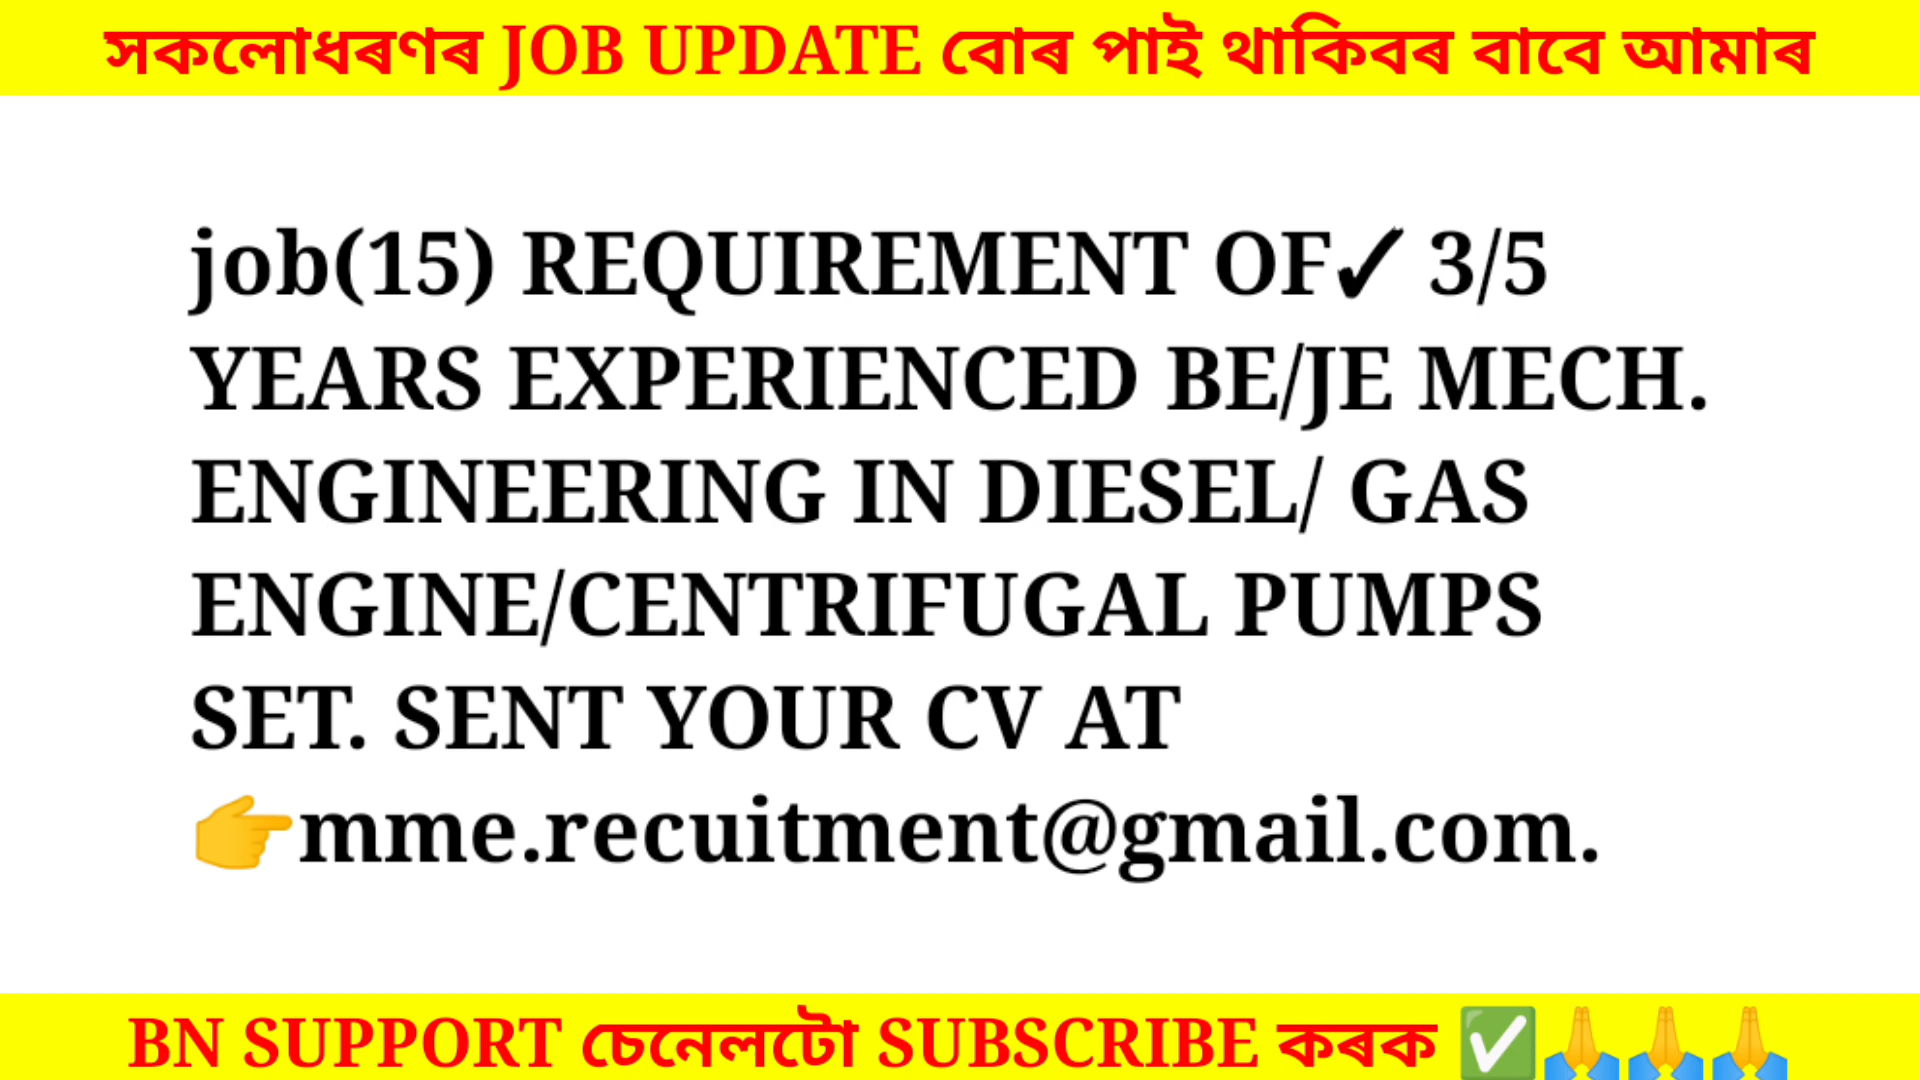 সকলোধৰণৰ JOB UPDATE বোৰ পাই থাকিবৰ বাবে আমাৰ
job(15) REQUIREMENT OF✓ 3/5
YEARS EXPERIENCED BE/JE MECH.
ENGINEERING IN DIESEL/ GAS
ENGINE/CENTRIFUGAL PUMPS
SET. SENT YOUR CV AT
👉mme.recuitment@gmail.com.
BN SUPPORT চেনেলটো SUBSCRIBE কৰক ✅🙏🙏🙏